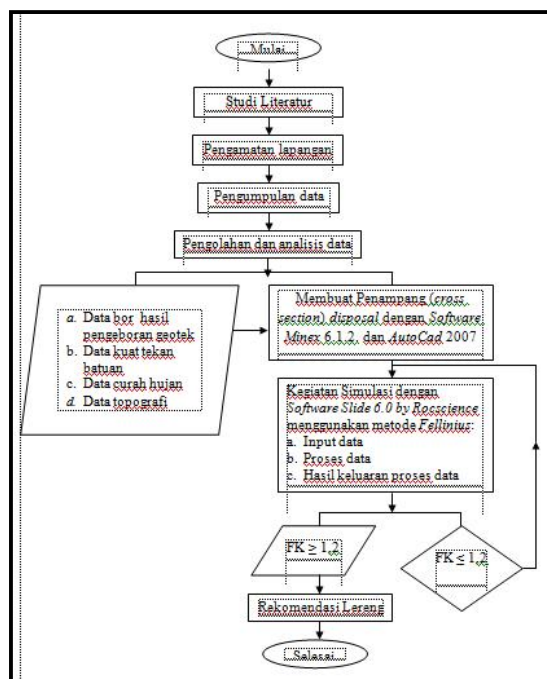 Mulai
Studi Literatur
Pengamatan lapangan
Pengumpulan data
Pengolahan dan analisis data
a. Data bor hasil
pengeboran geotek
b. Data kuat tekan
batuan
c. Data curah hujan
d. Data topografi
Membuat Penampang (cross
section) disposal dengan Software
Minex 6.1.2. dan AutoCad 2007
Kegiatan Simulasi dengan
Software Slide 6.0 by Rocscience
menggunakan metode Fellinius:
a. Input data
b. Proses data
c. Hasil keluaran proses data
FK ≥ 1,2
FK ≤ 1,2
Rekomendasi Lereng
Selesai